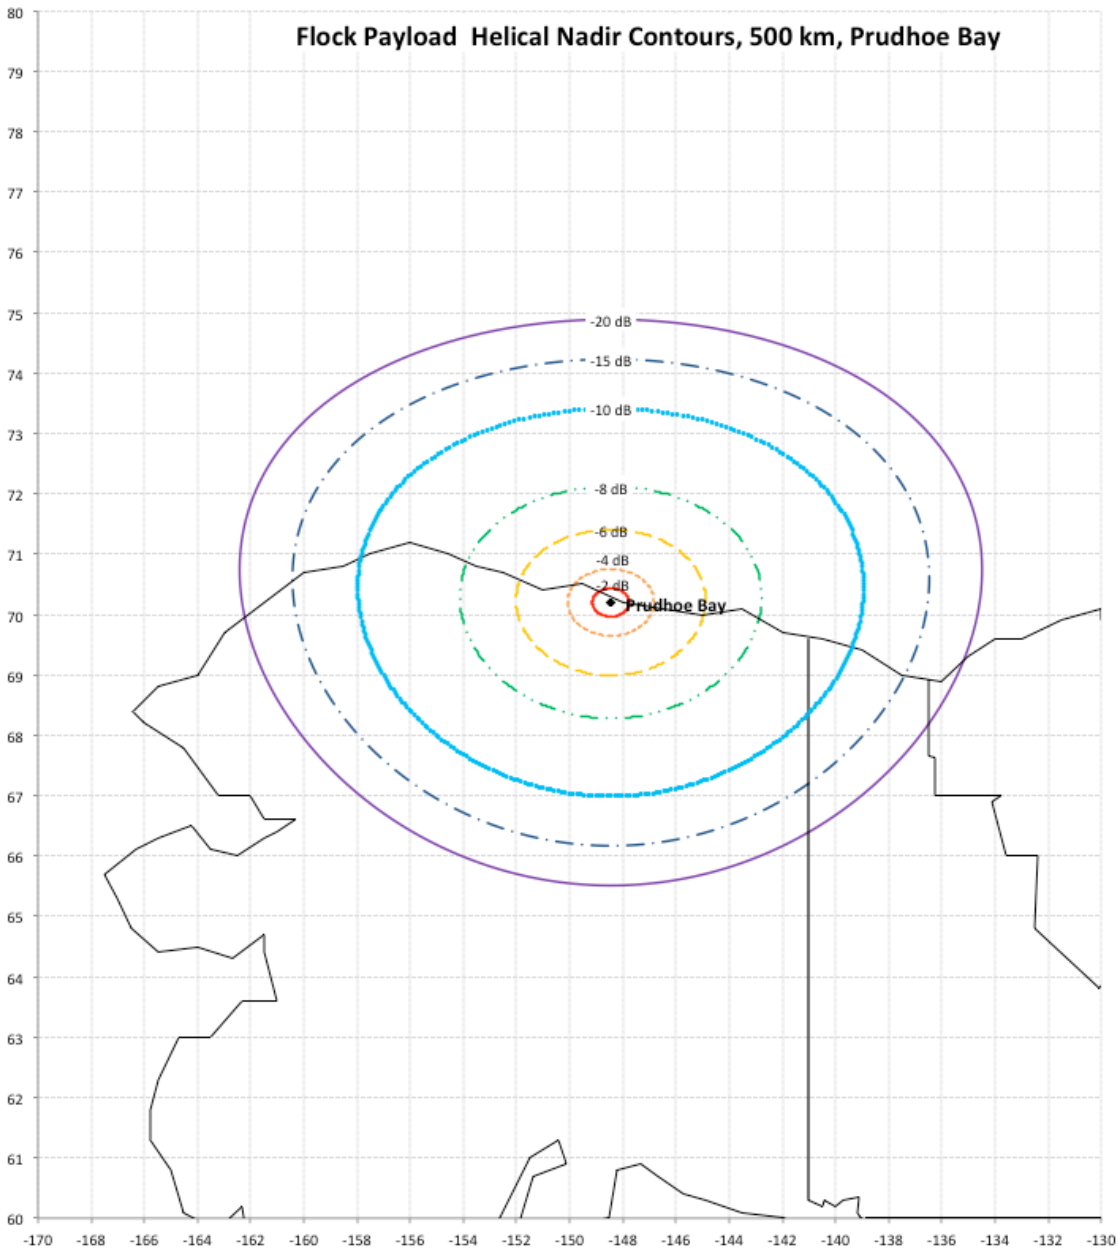 Flock Payload Helical Nadir Contours, 500 km, Prudhoe Bay
80
79
78
77
76
75
74
73
72
71
70
69
68
67
66
65
64
63
62
61
60
-20 dB
-15 dB
-10 dB
-8 dB
-6 dB
-4 dB
-2 dB
Prudhoe Bay
-170 -168 -166 -164 -162 -160 -158 -156 -154 -152 -150 -148 -146 -144 -142 -140 -138 -136 -134 -132 -130